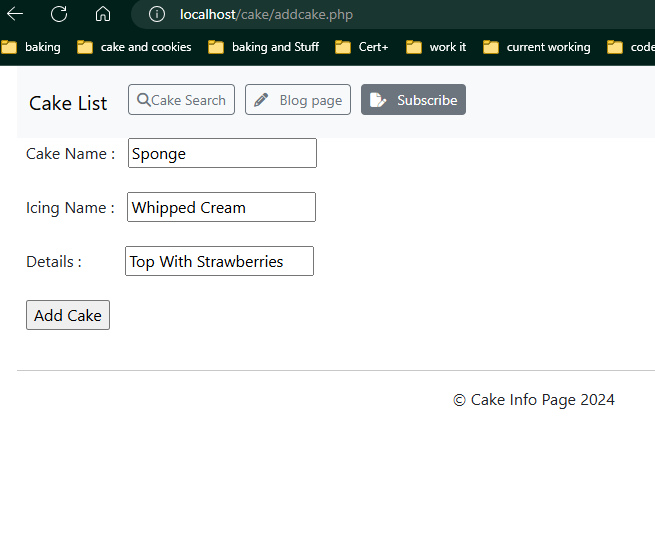 localhost/cake/addcake.php
baking cake and cookies baking and Stuff Cert+ work it current working code
Cake List Cake Search Blog page Subscribe
Cake Name : Sponge
Icing Name : Whipped Cream
Details : Top With Strawberries
Add Cake
© Cake Info Page 2024